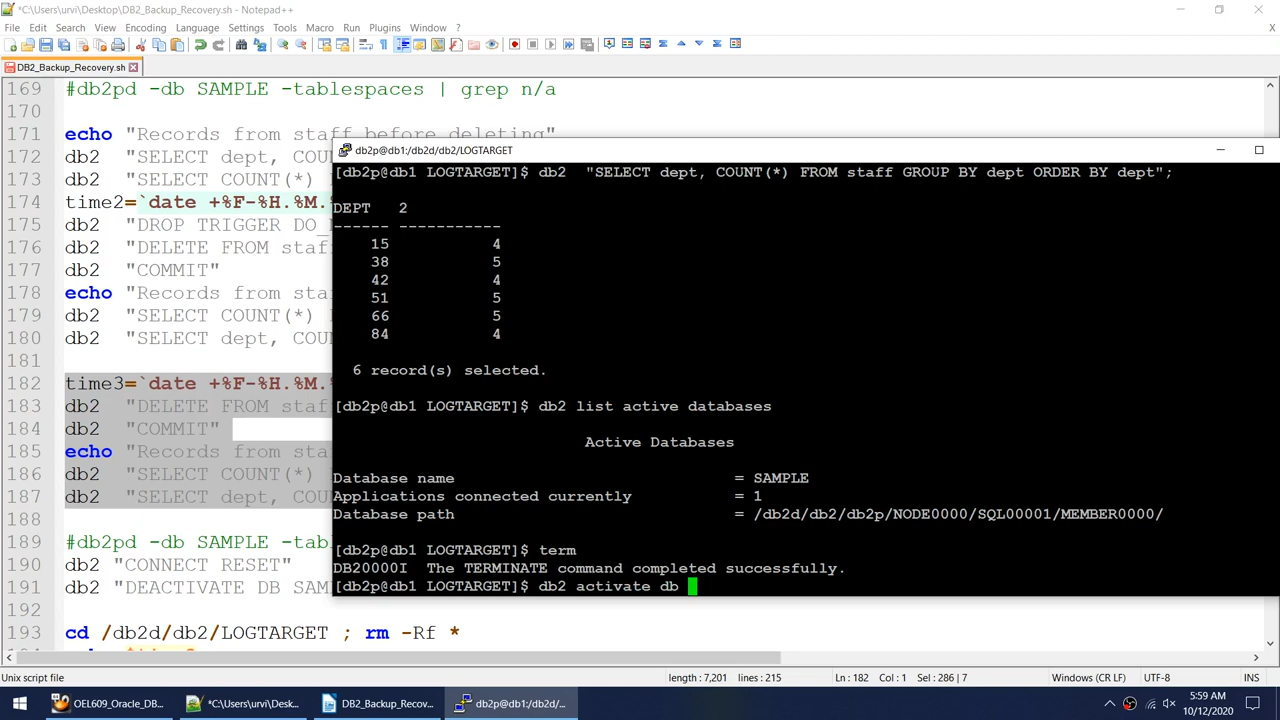 *C:\Users\urvi\Desktop\DB2_Backup_Recovery.sh - Notepad++
File Edit Search View Encoding Language Settings Tools Macro Run Plugins Window ? X
DB2_Backup_Recovery.sh
169 #db2pd -db SAMPLE -tablespaces | grep n/a
170
171 echo "Records from staff before deleting"
172 db2 "SELECT dept, COU
173 db2 "SELECT COUNT(*)
174 time2=`date +%F-%H.%M.
175 db2 "DROP TRIGGER DO_
176 db2 "DELETE FROM staf
177 db2 "COMMIT"
178 echo "Records from sta
179 db2 "SELECT COUNT(*)
180 db2 "SELECT dept, COU
181
182 time3=`date +%F-%H.%M.
183 db2 "DELETE FROM staf
184 db2 "COMMIT"
185 echo "Records from sta
186 db2 "SELECT COUNT(*)
187 db2 "SELECT dept, COU
188
189 #db2pd -db SAMPLE -tab
190 db2 "CONNECT RESET"
191 db2 "DEACTIVATE DB SAM
192
193 cd /db2d/db2/LOGTARGET ; rm -Rf *
db2p@db1:/db2d/db2/LOGTARGET
[db2p@db1 LOGTARGET]$ db2 "SELECT dept, COUNT(*) FROM staff GROUP BY dept ORDER BY dept";
DEPT 2
------ -----------
15 4
38 5
42 4
51 5
66 5
84 4
6 record(s) selected.
[db2p@db1 LOGTARGET]$ db2 list active databases
Active Databases
Database name = SAMPLE
Applications connected currently = 1
Database path = /db2d/db2/db2p/NODE0000/SQL00001/MEMBER0000/
[db2p@db1 LOGTARGET]$ term
DB20000I The TERMINATE command completed successfully.
[db2p@db1 LOGTARGET]$ db2 activate db
Unix script file length : 7,201 lines : 215 Ln : 182 Col : 1 Sel : 286 | 7 Windows (CR LF) UTF-8 INS
OEL609_Oracle_DB... *C:\Users\urvi\Desk... DB2_Backup_Recov... db2p@db1:/db2d/...
5:59 AM
10/12/2020